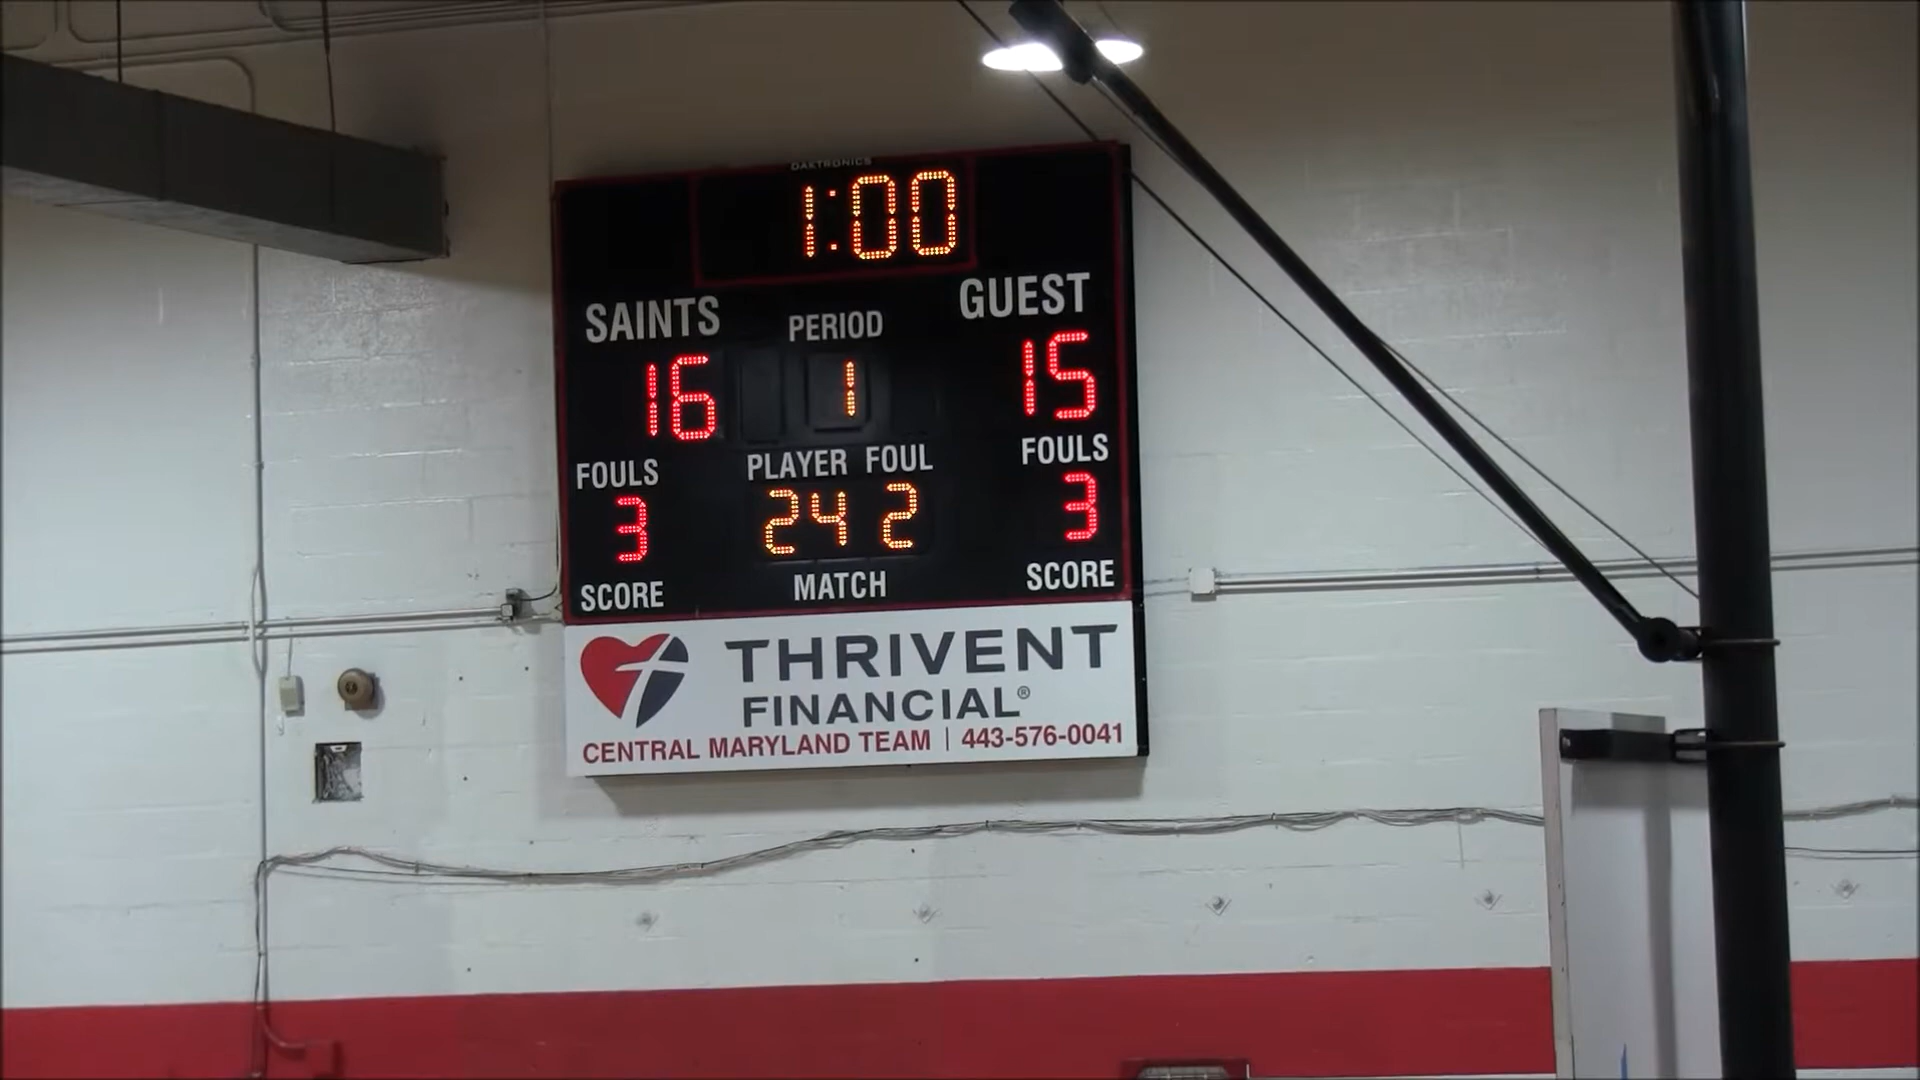 DAKTRONICS
1:00
SAINTS PERIOD GUEST
16 1 15
FOULS PLAYER FOUL FOULS
3 24 2 3
SCORE MATCH SCORE
THRIVENT
FINANCIAL®
CENTRAL MARYLAND TEAM | 443-576-0041